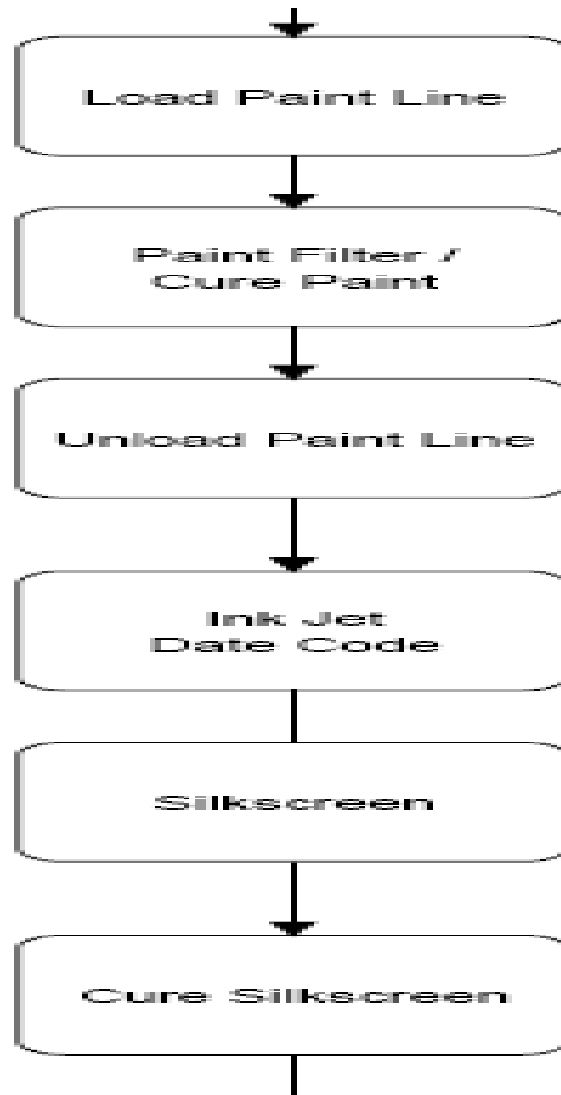 Load Paint Line
Paint Filter /
Cure Paint
Unload Paint Line
Ink Jet
Date Code
Silkscreen
Cure Silkscreen